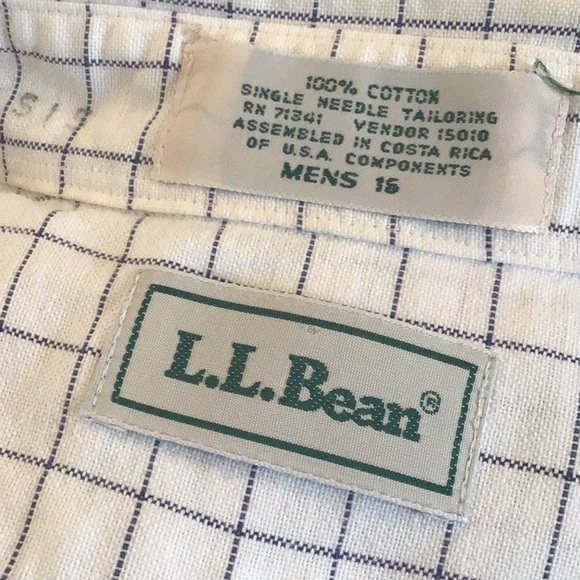 100% COTTON
SINGLE NEEDLE TAILORING
RN 71341 VENDOR 15010
ASSEMBLED IN COSTA RICA
OF U.S.A. COMPONENTS
MENS 16
L.L.Bean®